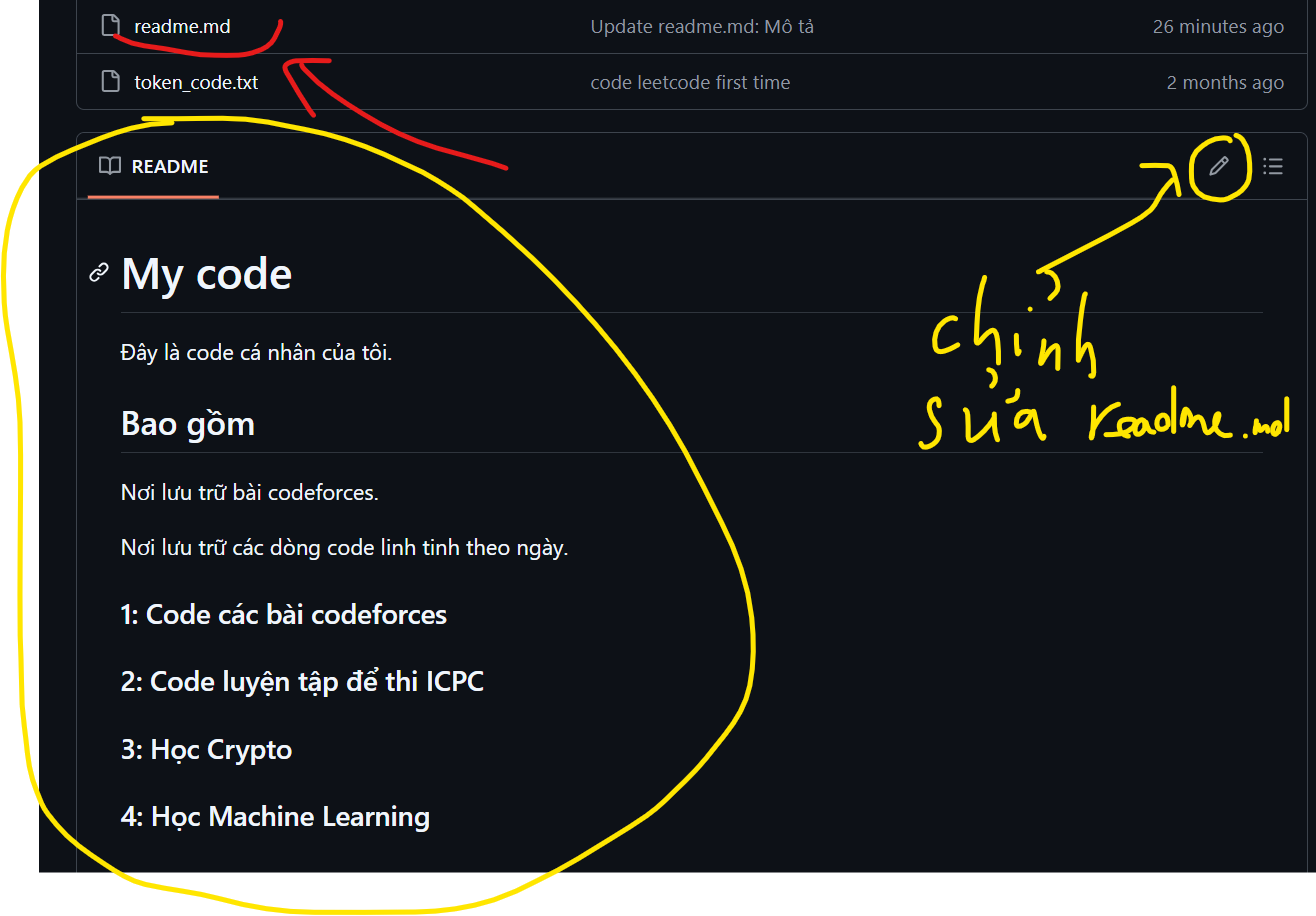 readme.md Update readme.md: Mô tả 26 minutes ago
token_code.txt code leetcode first time 2 months ago
README
My code
Đây là code cá nhân của tôi.
Bao gồm
Nơi lưu trữ bài codeforces.
Nơi lưu trữ các dòng code linh tinh theo ngày.
1: Code các bài codeforces
2: Code luyện tập để thi ICPC
3: Học Crypto
4: Học Machine Learning
chỉnh
sửa readme.md